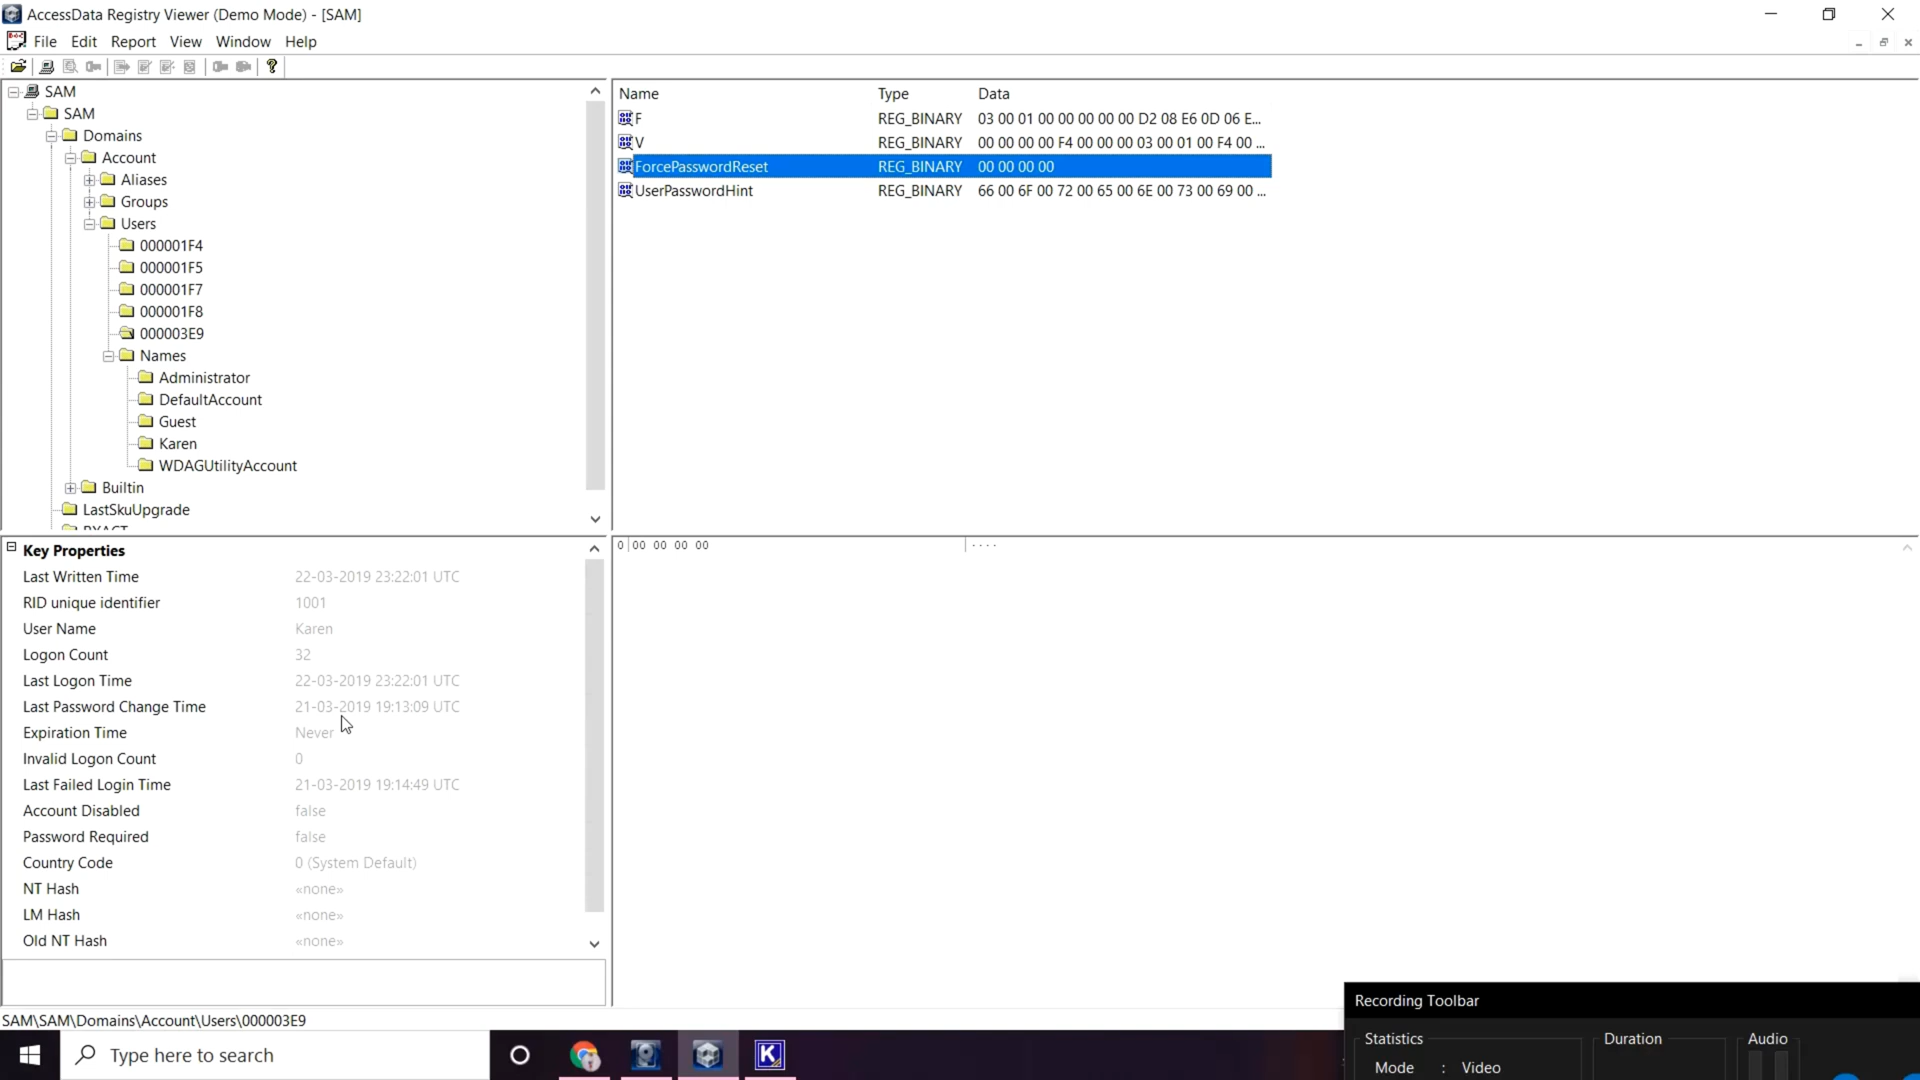 AccessData Registry Viewer (Demo Mode) - [SAM]
File Edit Report View Window Help
SAM
SAM
Domains
Account
Aliases
Groups
Users
000001F4
000001F5
000001F7
000001F8
000003E9
Names
Administrator
DefaultAccount
Guest
Karen
WDAGUtilityAccount
Builtin
LastSkuUpgrade
RXACT
Name Type Data
F REG_BINARY 03 00 01 00 00 00 00 00 D2 08 E6 0D 06 E...
V REG_BINARY 00 00 00 00 F4 00 00 00 03 00 01 00 F4 00 ...
ForcePasswordReset REG_BINARY 00 00 00 00
UserPasswordHint REG_BINARY 66 00 6F 00 72 00 65 00 6E 00 73 00 69 00 ...
Key Properties
Last Written Time 22-03-2019 23:22:01 UTC
RID unique identifier 1001
User Name Karen
Logon Count 32
Last Logon Time 22-03-2019 23:22:01 UTC
Last Password Change Time 21-03-2019 19:13:09 UTC
Expiration Time Never
Invalid Logon Count 0
Last Failed Login Time 21-03-2019 19:14:49 UTC
Account Disabled false
Password Required false
Country Code 0 (System Default)
NT Hash «none»
LM Hash «none»
Old NT Hash «none»
0 00 00 00 00 ....
SAM\SAM\Domains\Account\Users\000003E9
Type here to search
K
Recording Toolbar
Statistics Duration Audio
Mode : Video